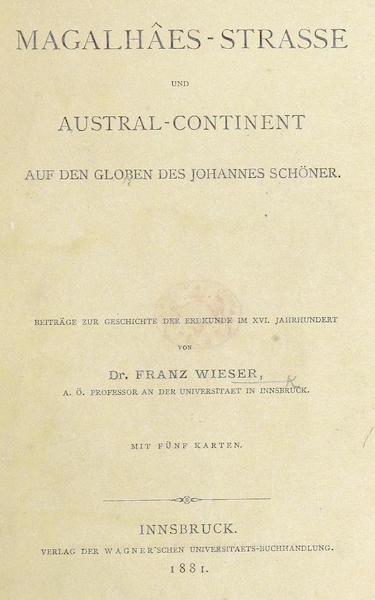 MAGALHÂES-STRASSE
UND
AUSTRAL-CONTINENT
AUF DEN GLOBEN DES JOHANNES SCHÖNER.
BEITRÄGE ZUR GESCHICHTE DER ERDKUNDE IM XVI. JAHRHUNDERT
VON
Dr. FRANZ WIESER,
A. Ö. PROFESSOR AN DER UNIVERSITAET IN INNSBRUCK.
MIT FÜNF KARTEN.
INNSBRUCK.
VERLAG DER WAGNER'SCHEN UNIVERSITAETS-BUCHHANDLUNG.
1881.